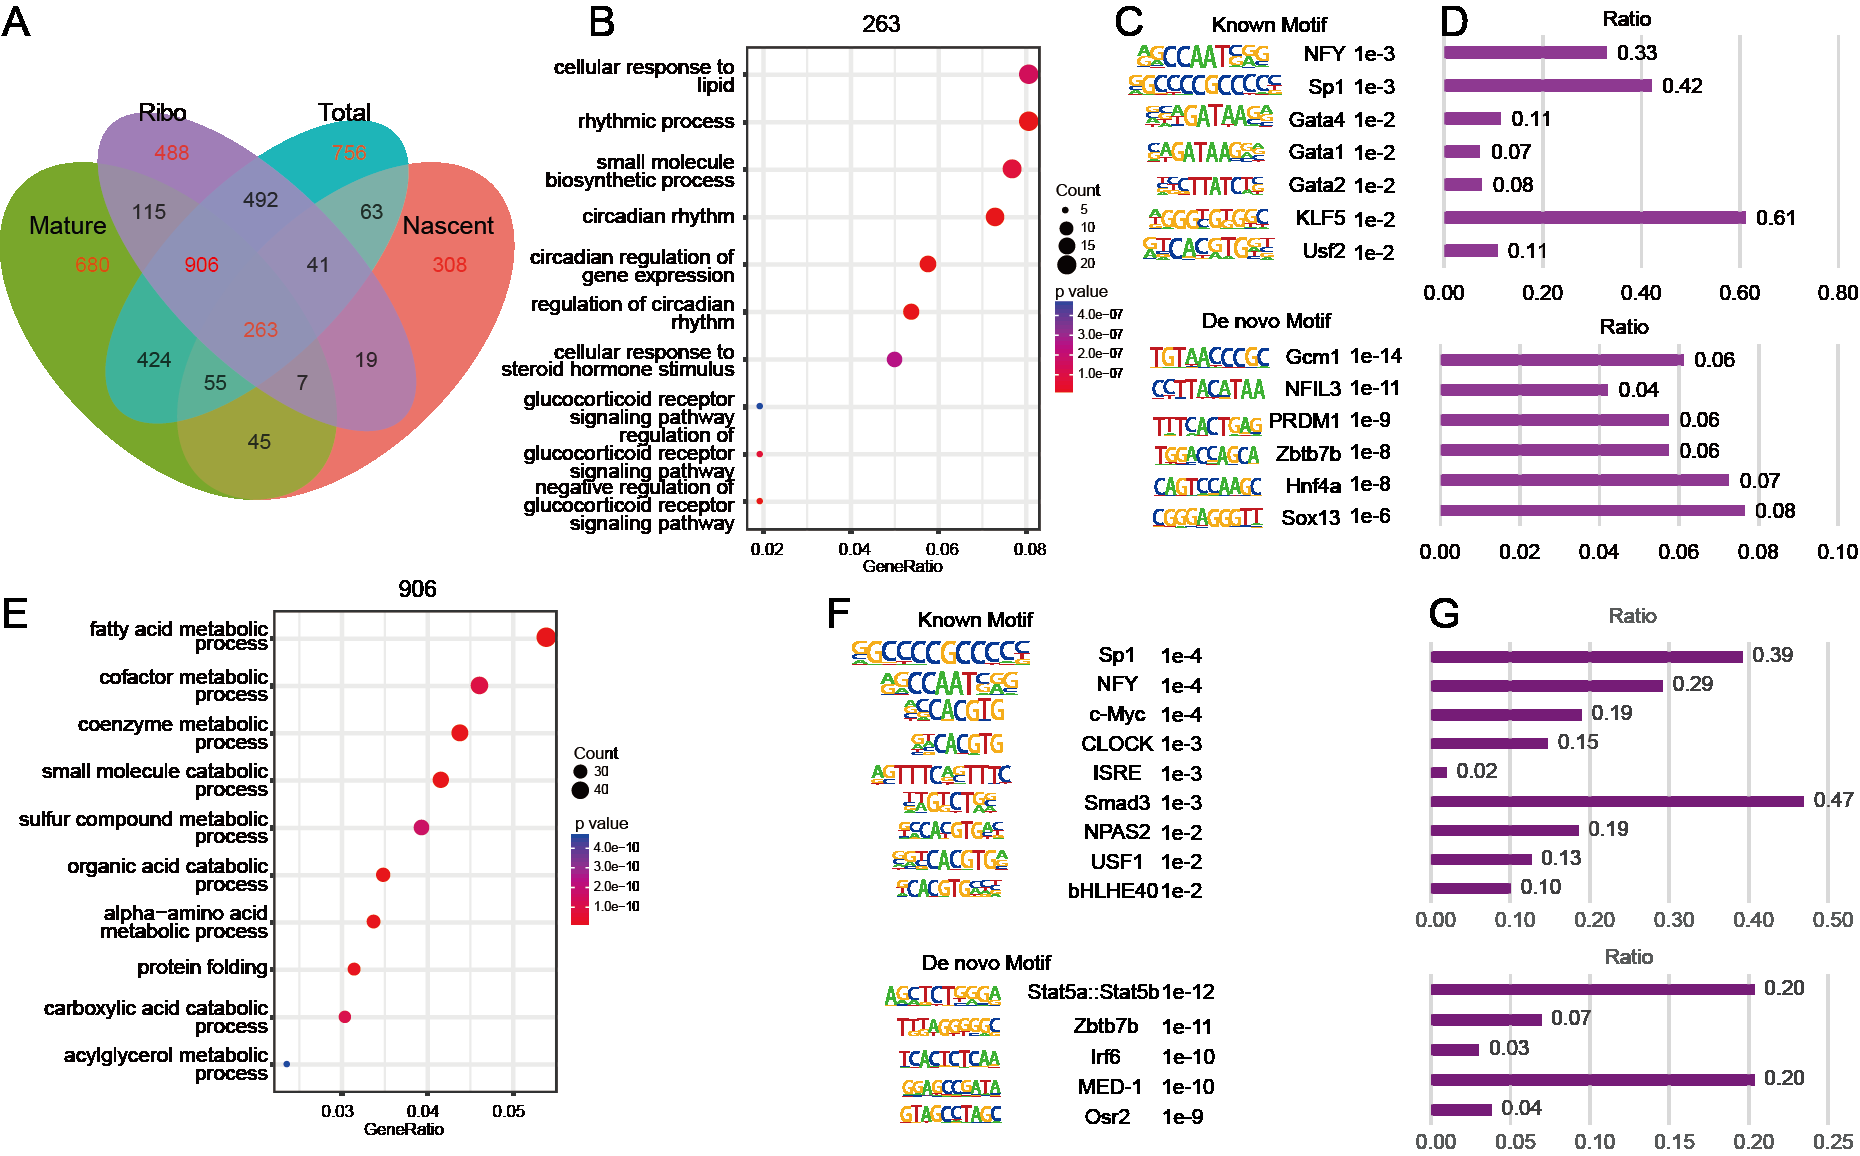 A
Ribo
Total
488
756
492
115
63
Mature
Nascent
680
906
41
308
263
424
19
55
7
45
B
263
cellular response to
lipid
rhythmic process
small molecule
biosynthetic process
circadian rhythm
circadian regulation of
gene expression
regulation of circadian
rhythm
cellular response to
steroid hormone stimulus
glucocorticoid receptor
signaling pathway
regulation of
glucocorticoid receptor
signaling pathway
negative regulation of
glucocorticoid receptor
signaling pathway
0.02 0.04 0.06 0.08
GeneRatio
Count
5
10
15
20
p value
4.0e−07
3.0e−07
2.0e−07
1.0e−07
C
Known Motif
NFY 1e-3
Sp1 1e-3
GATAAG Gata4 1e-2
GATAAG Gata1 1e-2
CTTATC Gata2 1e-2
KLF5 1e-2
Usf2 1e-2
De novo Motif
TGTAACCCGC Gcm1 1e-14
CCTTACATAA NFIL3 1e-11
TTTCACTGAG PRDM1 1e-9
TGGACCAGCA Zbtb7b 1e-8
CAGTCCAAGC Hnf4a 1e-8
CGGGAGGGTT Sox13 1e-6
D
Ratio
0.33
0.42
0.11
0.07
0.08
0.61
0.11
0.00 0.20 0.40 0.60 0.80
Ratio
0.06
0.04
0.06
0.06
0.07
0.08
0.00 0.02 0.04 0.06 0.08 0.10
E
906
fatty acid metabolic
process
cofactor metabolic
process
coenzyme metabolic
process
small molecule catabolic
process
sulfur compound metabolic
process
organic acid catabolic
process
alpha−amino acid
metabolic process
protein folding
carboxylic acid catabolic
process
acylglycerol metabolic
process
0.03 0.04 0.05
GeneRatio
Count
30
40
p value
4.0e−10
3.0e−10
2.0e−10
1.0e−10
F
Known Motif
Sp1 1e-4
NFY 1e-4
c-Myc 1e-4
CLOCK 1e-3
ISRE 1e-3
Smad3 1e-3
NPAS2 1e-2
USF1 1e-2
bHLHE40 1e-2
De novo Motif
AGCTCTGGGA Stat5a::Stat5b 1e-12
TTTAGGGGGC Zbtb7b 1e-11
TCACTCTCAA Irf6 1e-10
GGAGCCGATA MED-1 1e-10
GTAGCCTAGC Osr2 1e-9
G
Ratio
0.39
0.29
0.19
0.15
0.02
0.47
0.19
0.13
0.10
0.00 0.10 0.20 0.30 0.40 0.50
Ratio
0.20
0.07
0.03
0.20
0.04
0.00 0.05 0.10 0.15 0.20 0.25